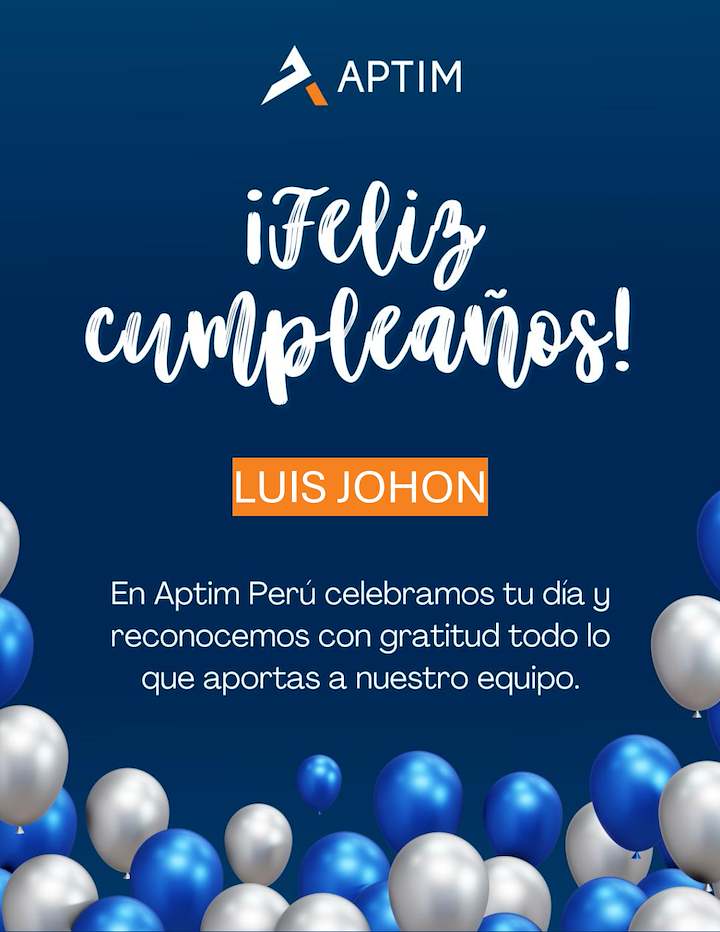 APTIM
¡Feliz
cumpleaños!
LUIS JOHON
En Aptim Perú celebramos tu día y
reconocemos con gratitud todo lo
que aportas a nuestro equipo.